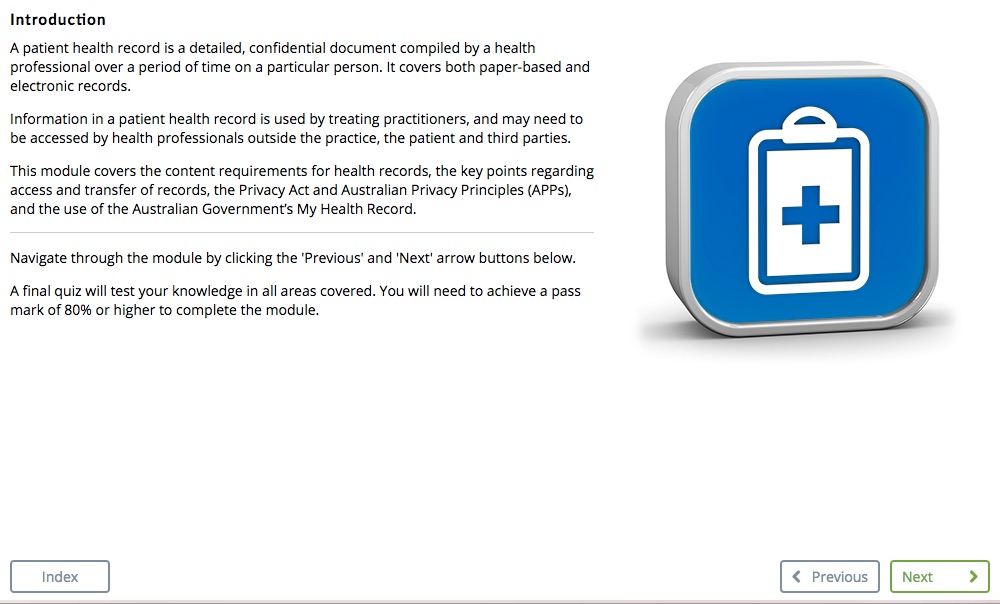 Introduction
A patient health record is a detailed, confidential document compiled by a health
professional over a period of time on a particular person. It covers both paper-based and
electronic records.
Information in a patient health record is used by treating practitioners, and may need to
be accessed by health professionals outside the practice, the patient and third parties.
This module covers the content requirements for health records, the key points regarding
access and transfer of records, the Privacy Act and Australian Privacy Principles (APPs),
and the use of the Australian Government's My Health Record.
Navigate through the module by clicking the 'Previous' and 'Next' arrow buttons below.
A final quiz will test your knowledge in all areas covered. You will need to achieve a pass
mark of 80% or higher to complete the module.
Index
Previous
Next